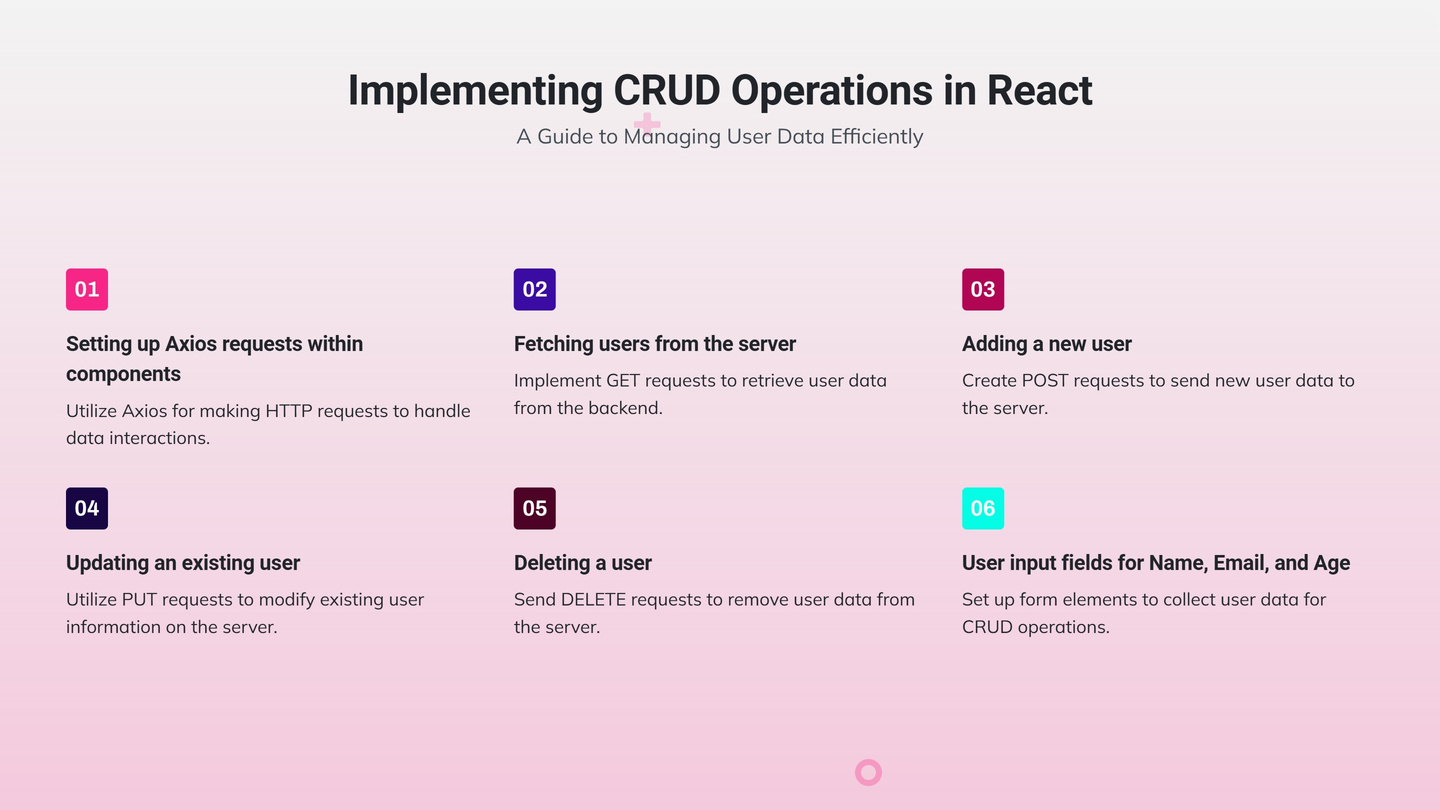 Implementing CRUD Operations in React
A Guide to Managing User Data Efficiently
01
Setting up Axios requests within
components
Utilize Axios for making HTTP requests to handle
data interactions.
02
Fetching users from the server
Implement GET requests to retrieve user data
from the backend.
03
Adding a new user
Create POST requests to send new user data to
the server.
04
Updating an existing user
Utilize PUT requests to modify existing user
information on the server.
05
Deleting a user
Send DELETE requests to remove user data from
the server.
06
User input fields for Name, Email, and Age
Set up form elements to collect user data for
CRUD operations.